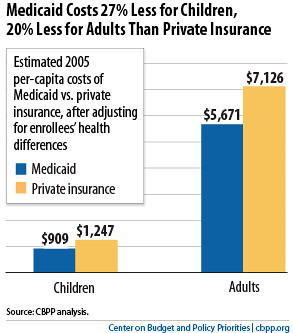 Medicaid Costs 27% Less for Children,
20% Less for Adults Than Private Insurance
Estimated 2005
per-capita costs of
Medicaid vs. private
insurance, after adjusting
for enrollees' health
differences
Medicaid
Private insurance
$909
$1,247
$5,671
$7,126
Children
Adults
Source: CBPP analysis.
Center on Budget and Policy Priorities | cbpp.org